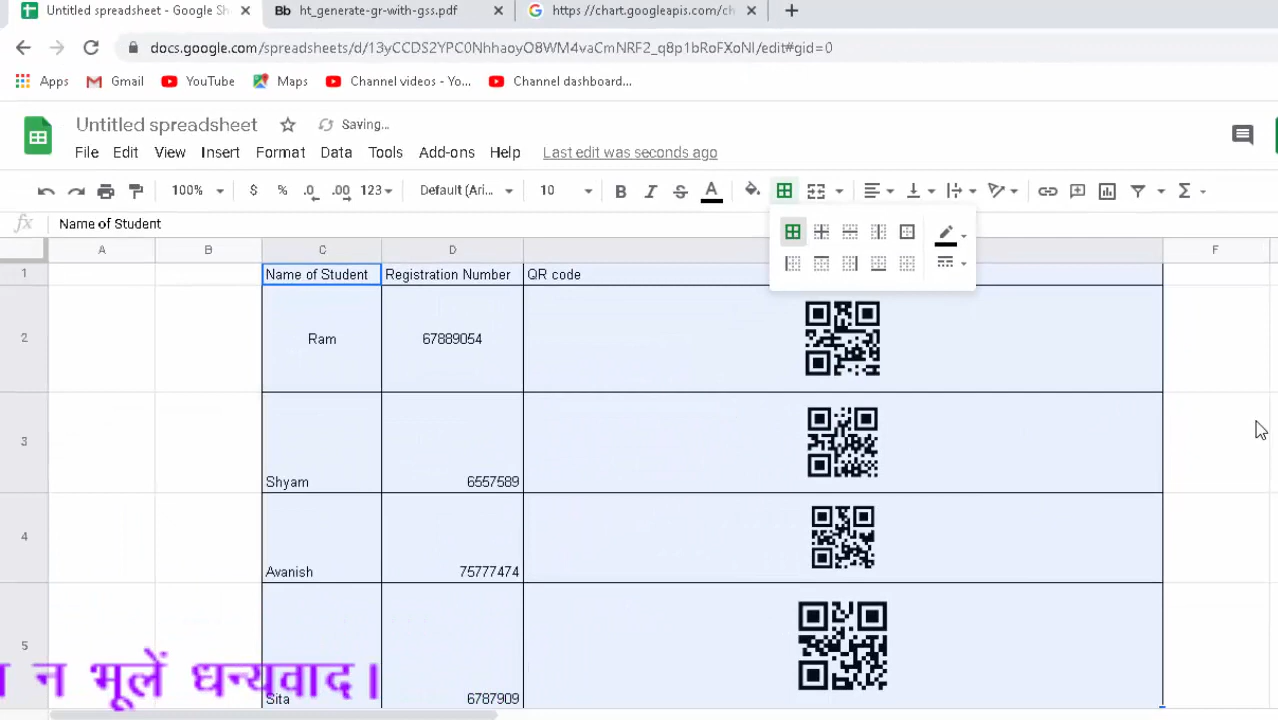 Untitled spreadsheet - Google Sh
ht_generate-gr-with-gss.pdf
https://chart.googleapis.com/ch
docs.google.com/spreadsheets/d/13yCCDS2YPC0NhhaoyO8WM4vaCmNRF2_q8p1bRoFXoNI/edit#gid=0
Apps Gmail YouTube Maps Channel videos - Yo... Channel dashboard...
Untitled spreadsheet Saving...
File Edit View Insert Format Data Tools Add-ons Help Last edit was seconds ago
100% $ % .0 .00 123 Default (Ari... 10 B I S A
fx Name of Student
A B C D F
1 Name of Student Registration Number QR code
2 Ram 67889054
3 Shyam 6557589
4 Avanish 75777474
5 Sita 6787909
न भूलें धन्यवाद।